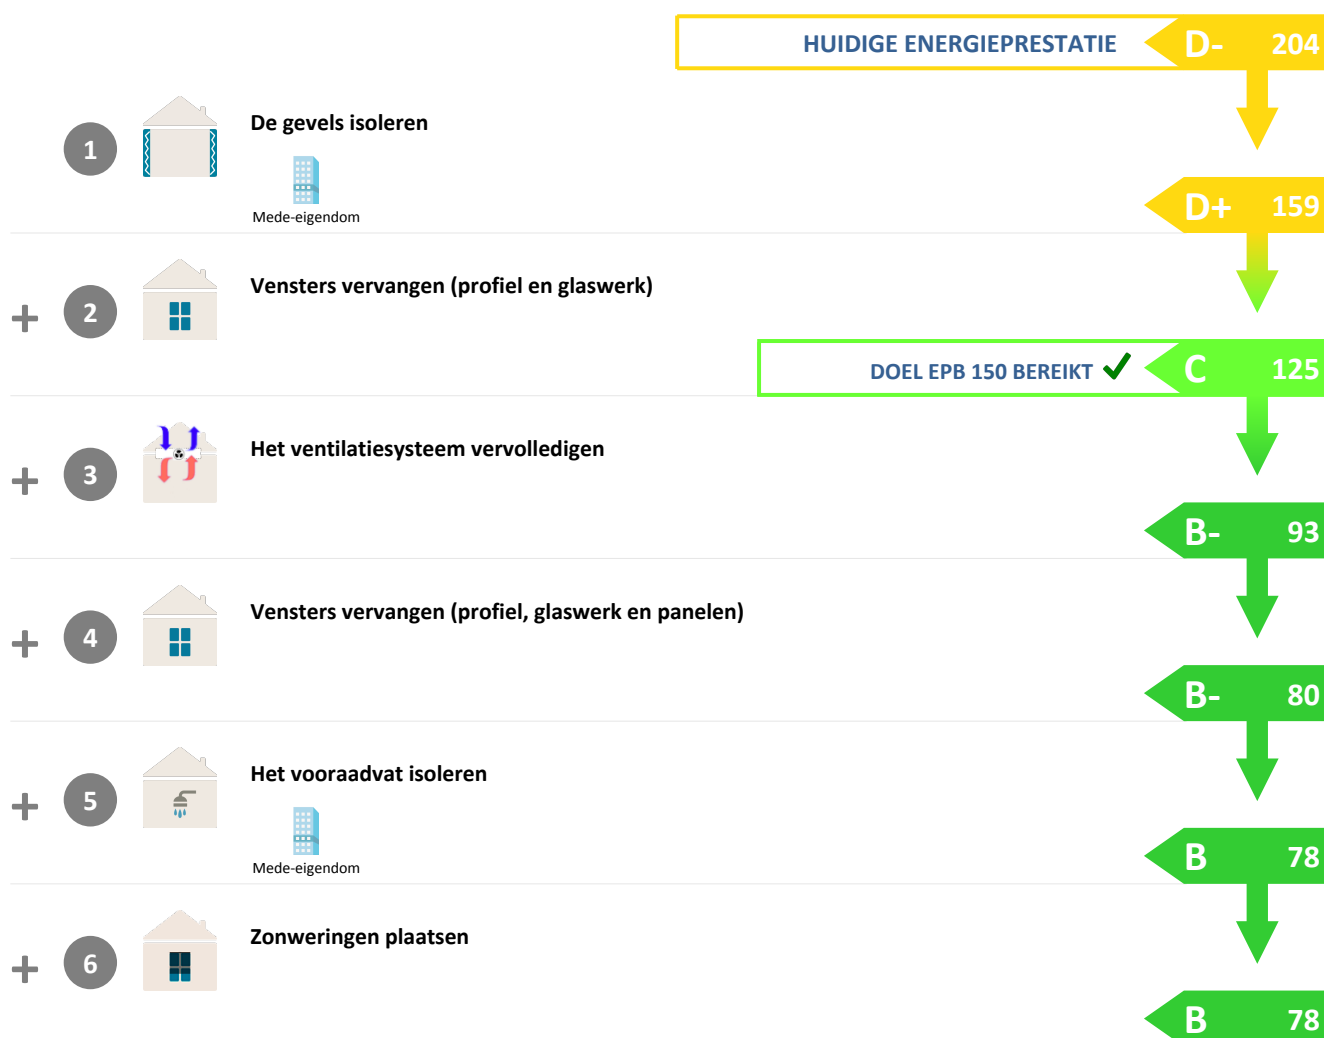 HUIDIGE ENERGIEPRESTATIE D- 204
1 De gevels isoleren
Mede-eigendom
D+ 159
+ 2 Vensters vervangen (profiel en glaswerk)
DOEL EPB 150 BEREIKT ✔ C 125
+ 3 Het ventilatiesysteem vervolledigen
B- 93
+ 4 Vensters vervangen (profiel, glaswerk en panelen)
B- 80
+ 5 Het vooraadvat isoleren
Mede-eigendom
B 78
+ 6 Zonweringen plaatsen
B 78